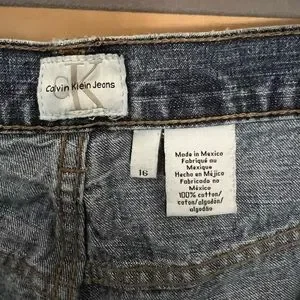 CK
Calvin Klein Jeans
16
Made in Mexico
Fabriqué au
Mexique
Hecho en Méjico
Fabricado no
México
100% cotton/
coton/algodón/
algodão